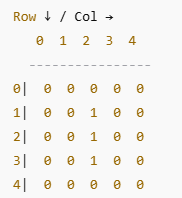 Row ↓ / Col →
0 1 2 3 4
----------------
0| 0 0 0 0 0
1| 0 0 1 0 0
2| 0 0 1 0 0
3| 0 0 1 0 0
4| 0 0 0 0 0